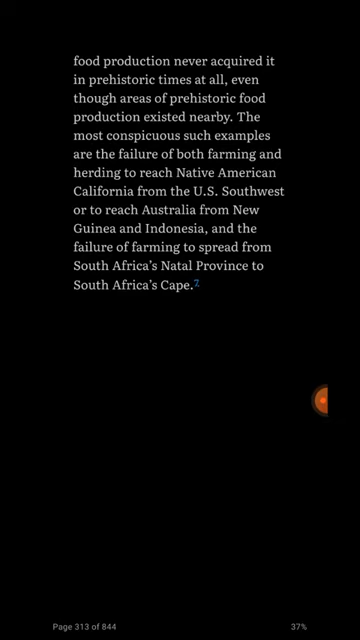 food production never acquired it
in prehistoric times at all, even
though areas of prehistoric food
production existed nearby. The
most conspicuous such examples
are the failure of both farming and
herding to reach Native American
California from the U.S. Southwest
or to reach Australia from New
Guinea and Indonesia, and the
failure of farming to spread from
South Africa’s Natal Province to
South Africa’s Cape.7
Page 313 of 844 37%